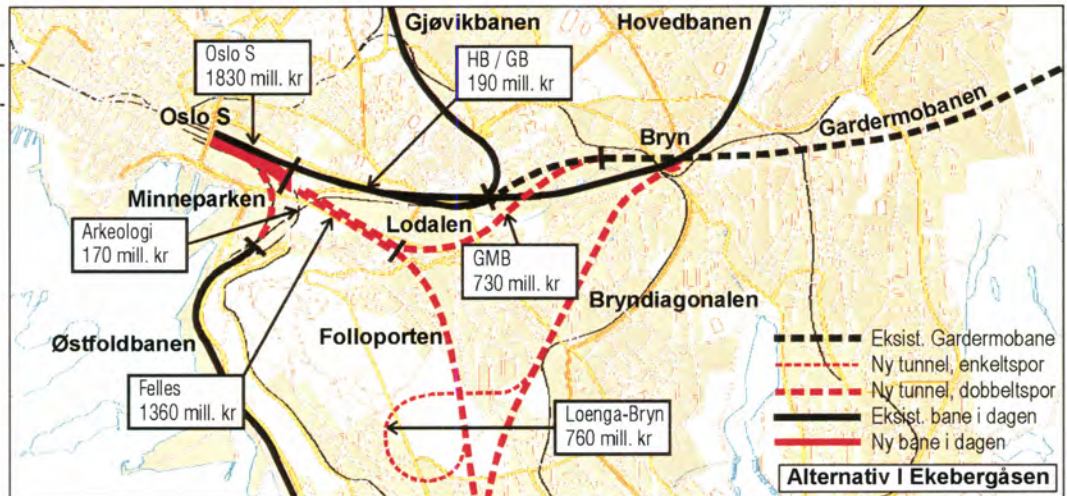 Gjøvikbanen
Hovedbanen
Oslo S
1830 mill. kr
HB / GB
190 mill. kr
Oslo S
Bryn
Gardermobanen
Minneparken
Arkeologi
170 mill. kr
Lodalen
GMB
730 mill. kr
Bryndiagonalen
Østfoldbanen
Folloporten
Felles
1360 mill. kr
Loenga-Bryn
760 mill. kr
Eksist. Gardermobane
Ny tunnel, enkeltspor
Ny tunnel, dobbeltspor
Eksist. bane i dagen
Ny bane i dagen
Alternativ I Ekebergåsen